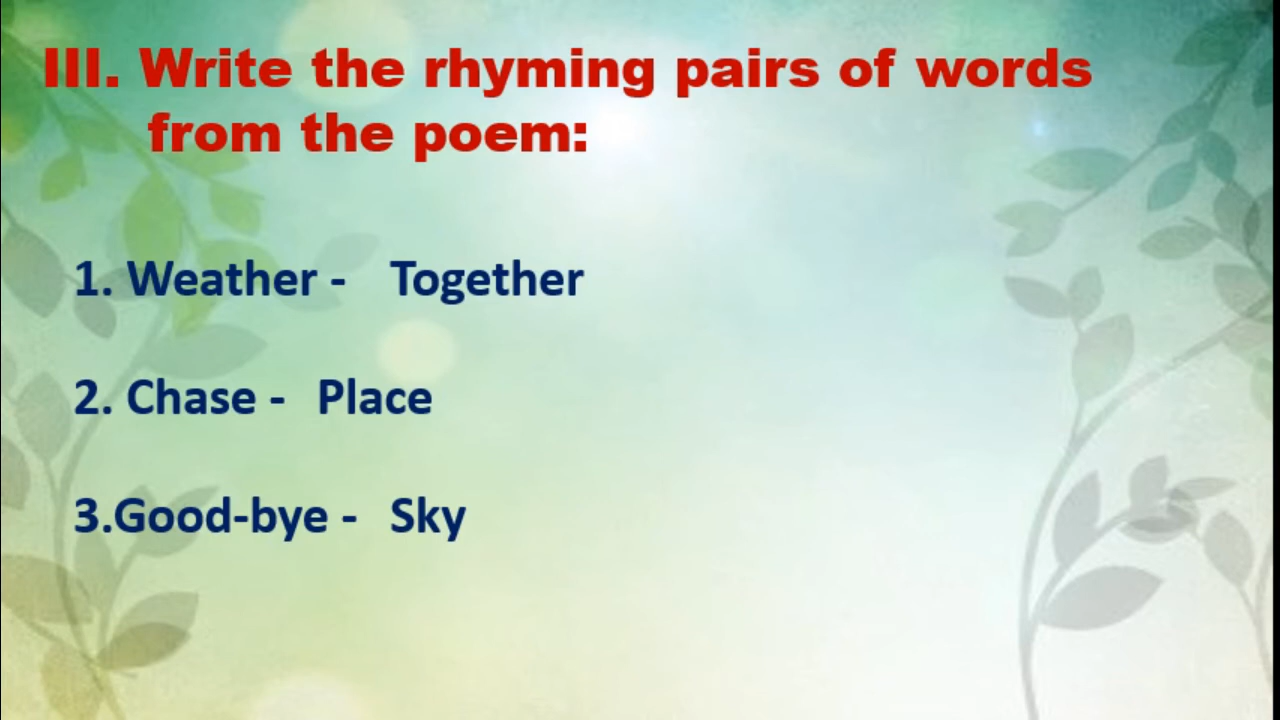 III. Write the rhyming pairs of words
from the poem:
1. Weather - Together
2. Chase - Place
3.Good-bye - Sky